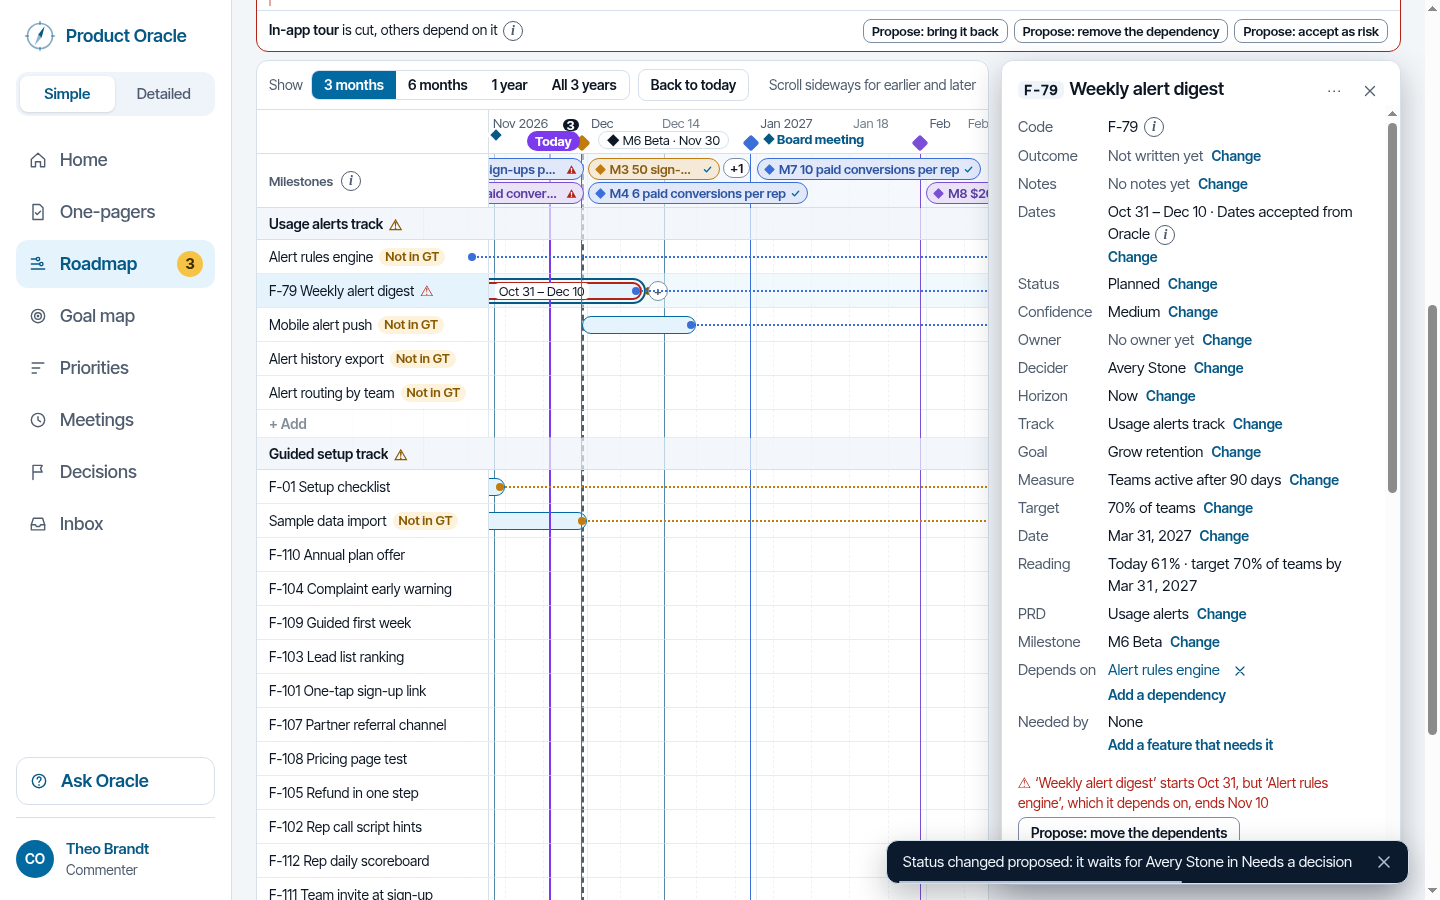 Product Oracle
Simple
Detailed
Home
One-pagers
Roadmap
3
Goal map
Priorities
Meetings
Decisions
Inbox
Ask Oracle
CO
Theo Brandt
Commenter
In-app tour is cut, others depend on it
Propose: bring it back
Propose: remove the dependency
Propose: accept as risk
Show
3 months
6 months
1 year
All 3 years
Back to today
Scroll sideways for earlier and later
Nov 2026
3
Dec
Dec 14
Jan 2027
Jan 18
Feb
Feb
Today
M6 Beta · Nov 30
Board meeting
Milestones
ign-ups p...
M3 50 sign-...
+1
M7 10 paid conversions per rep
aid conver...
M4 6 paid conversions per rep
M8 $20
Usage alerts track
Alert rules engine Not in GT
F-79 Weekly alert digest
Oct 31 – Dec 10
Mobile alert push Not in GT
Alert history export Not in GT
Alert routing by team Not in GT
+ Add
Guided setup track
F-01 Setup checklist
Sample data import Not in GT
F-110 Annual plan offer
F-104 Complaint early warning
F-109 Guided first week
F-103 Lead list ranking
F-101 One-tap sign-up link
F-107 Partner referral channel
F-108 Pricing page test
F-105 Refund in one step
F-102 Rep call script hints
F-112 Rep daily scoreboard
F-111 Team invite at sign-up
F-79 Weekly alert digest
Code F-79
Outcome Not written yet Change
Notes No notes yet Change
Dates Oct 31 – Dec 10 · Dates accepted from
Oracle
Change
Status Planned Change
Confidence Medium Change
Owner No owner yet Change
Decider Avery Stone Change
Horizon Now Change
Track Usage alerts track Change
Goal Grow retention Change
Measure Teams active after 90 days Change
Target 70% of teams Change
Date Mar 31, 2027 Change
Reading Today 61% · target 70% of teams by
Mar 31, 2027
PRD Usage alerts Change
Milestone M6 Beta Change
Depends on Alert rules engine
Add a dependency
Needed by None
Add a feature that needs it
‘Weekly alert digest’ starts Oct 31, but ‘Alert rules
engine’, which it depends on, ends Nov 10
Propose: move the dependents
Status changed proposed: it waits for Avery Stone in Needs a decision